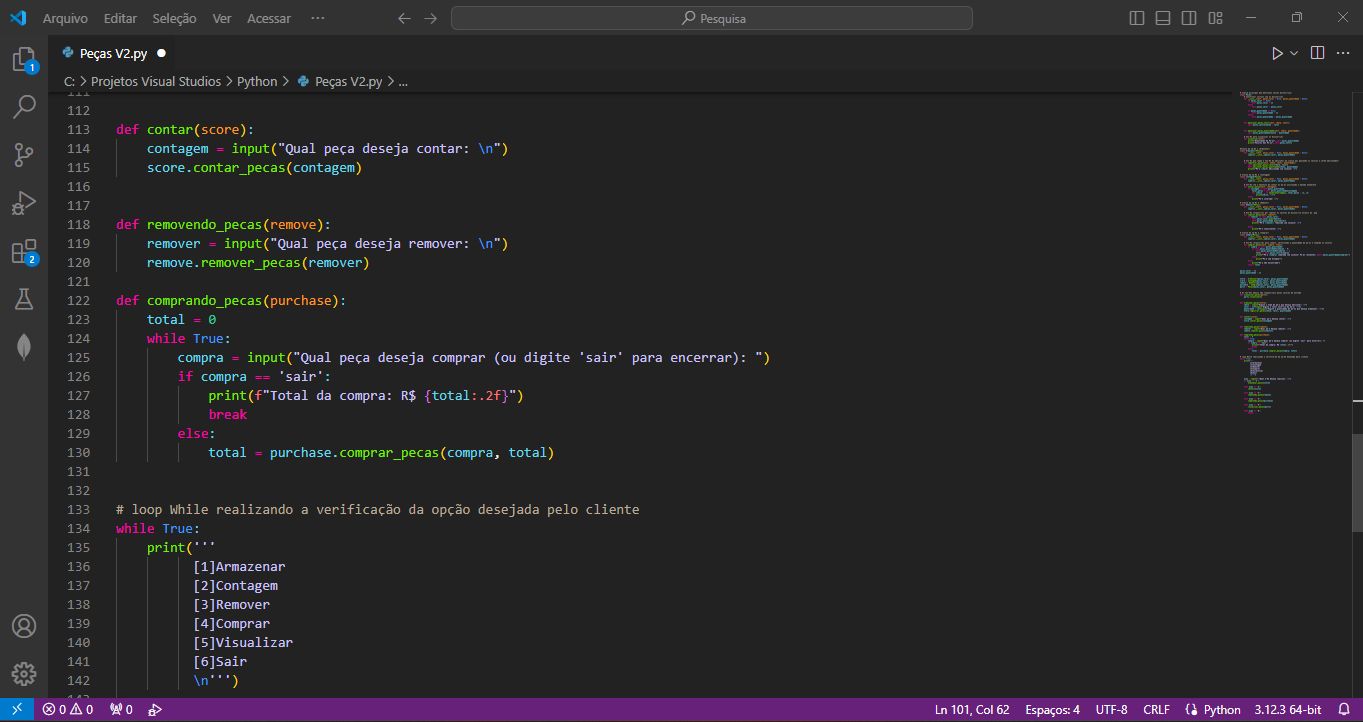 Arquivo Editar Seleção Ver Acessar ··· Pesquisa
Peças V2.py
C: > Projetos Visual Studios > Python > Peças V2.py > ...
1
2
111
112
113 def contar(score):
114     contagem = input("Qual peça deseja contar: \n")
115     score.contar_pecas(contagem)
116
117
118 def removendo_pecas(remove):
119     remover = input("Qual peça deseja remover: \n")
120     remove.remover_pecas(remover)
121
122 def comprando_pecas(purchase):
123     total = 0
124     while True:
125         compra = input("Qual peça deseja comprar (ou digite 'sair' para encerrar): ")
126         if compra == 'sair':
127             print(f"Total da compra: R$ {total:.2f}")
128             break
129         else:
130             total = purchase.comprar_pecas(compra, total)
131
132
133 # loop While realizando a verificação da opção desejada pelo cliente
134 while True:
135     print('''
136           [1]Armazenar
137           [2]Contagem
138           [3]Remover
139           [4]Comprar
140           [5]Visualizar
141           [6]Sair
142           \n''')
143
0 0 0 Ln 101, Col 62 Espaços: 4 UTF-8 CRLF Python 3.12.3 64-bit